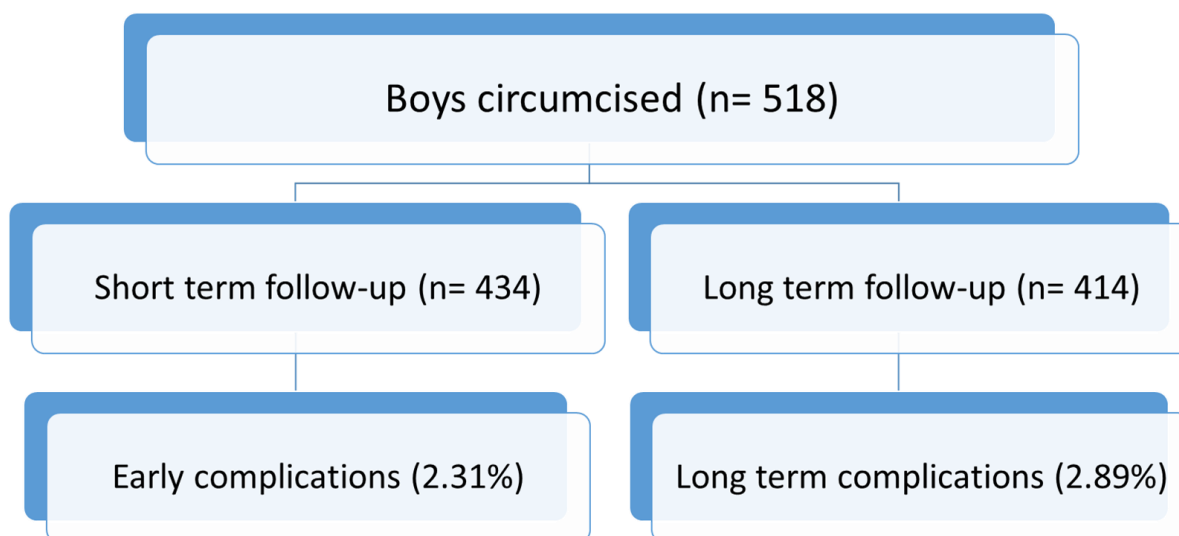 Boys circumcised (n= 518)
Short term follow-up (n= 434)
Long term follow-up (n= 414)
Early complications (2.31%)
Long term complications (2.89%)